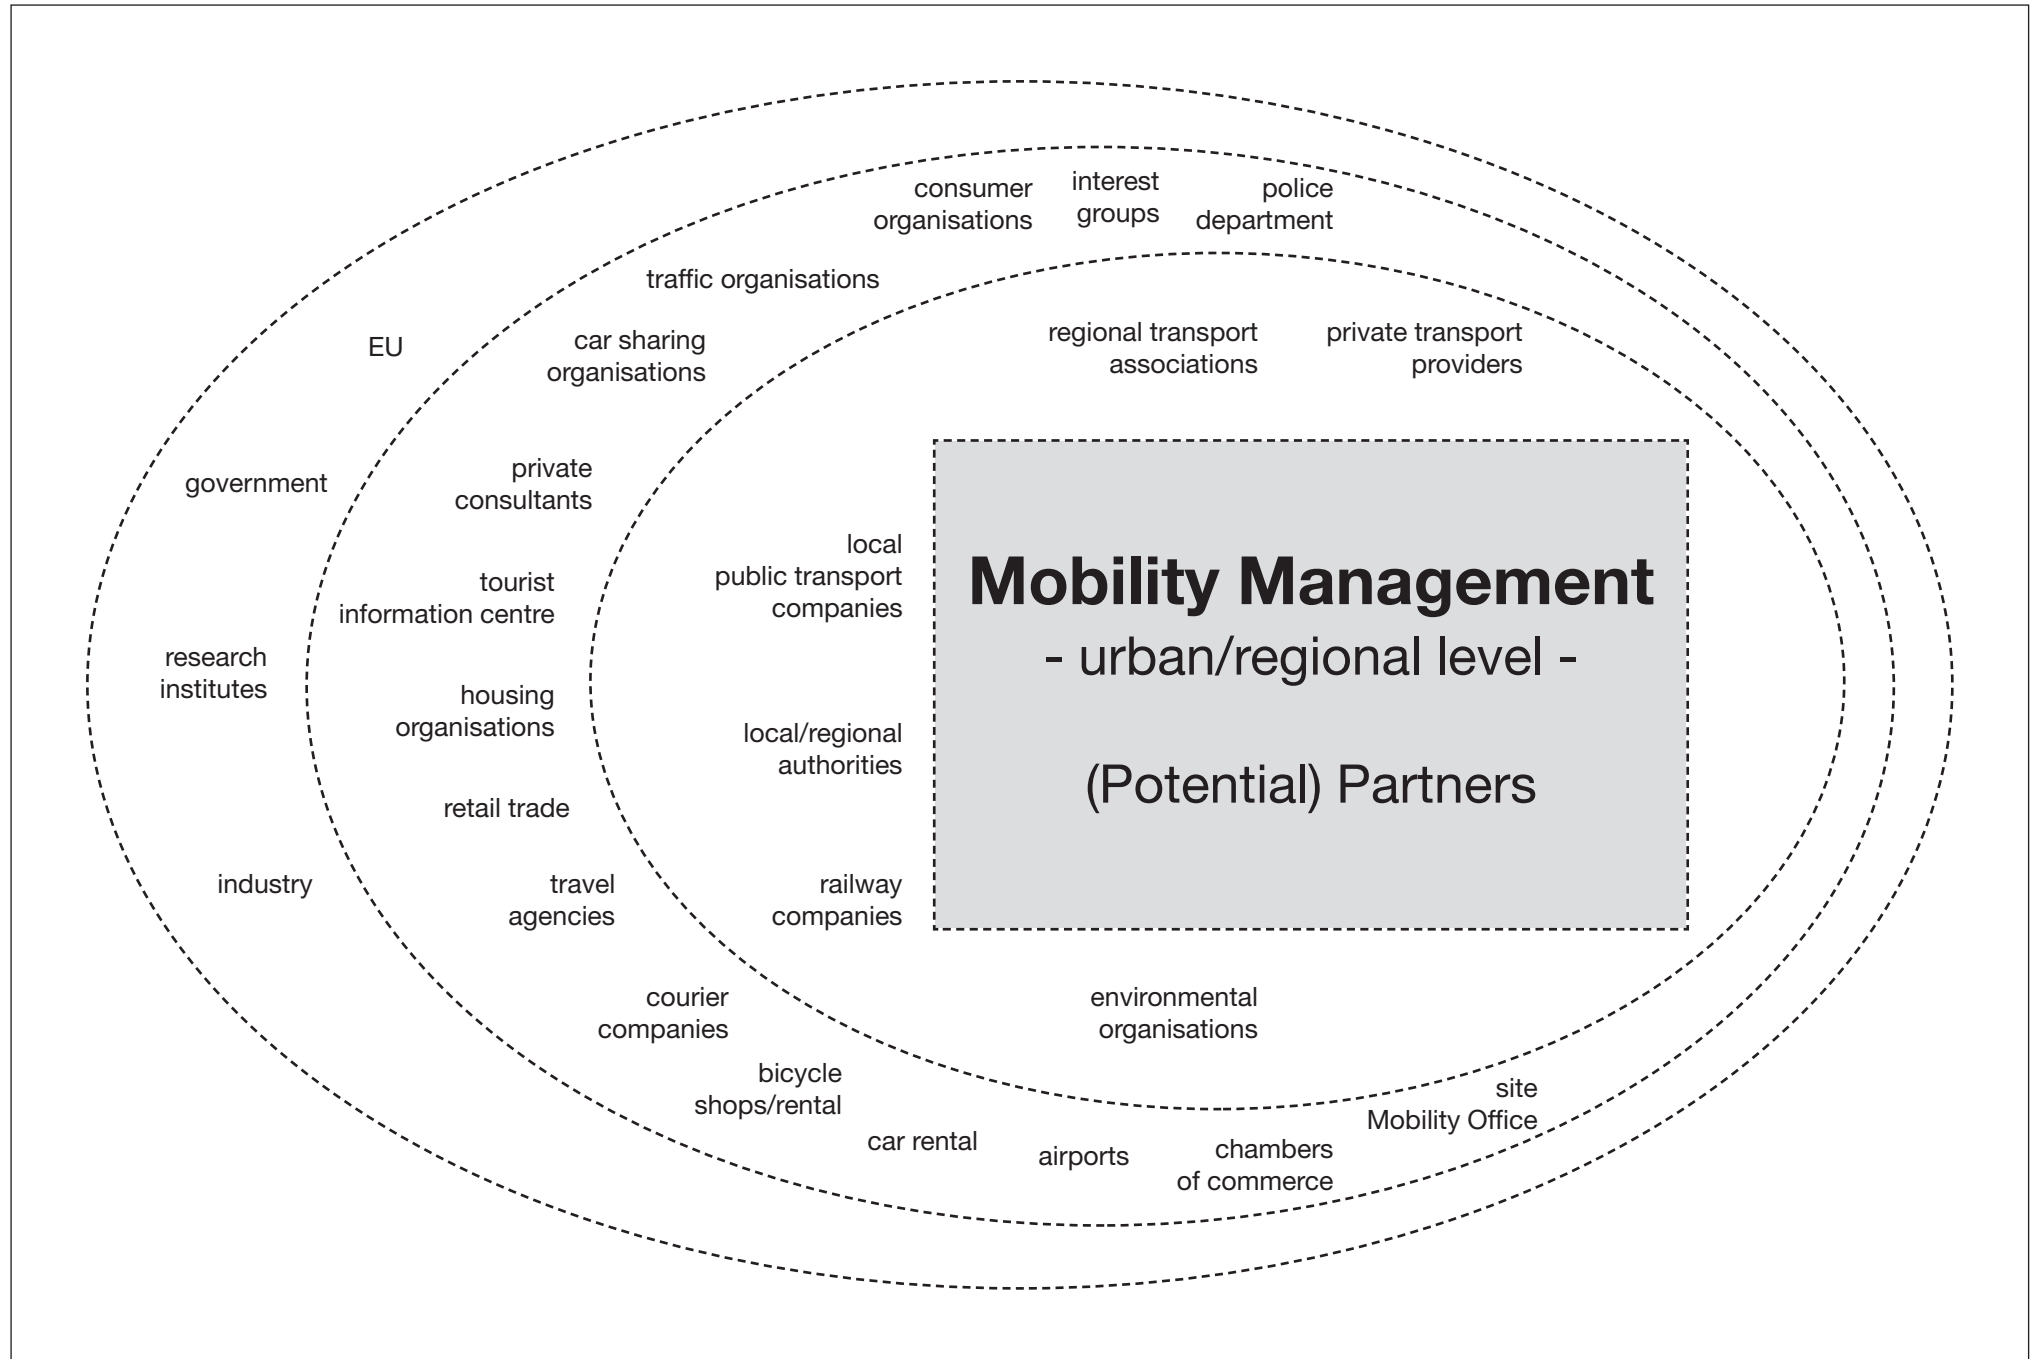 consumer
organisations
interest
groups
police
department
traffic organisations
EU
car sharing
organisations
regional transport
associations
private transport
providers
government
private
consultants
local
public transport
companies
Mobility Management
- urban/regional level -
(Potential) Partners
tourist
information centre
research
institutes
housing
organisations
local/regional
authorities
retail trade
industry
travel
agencies
railway
companies
courier
companies
environmental
organisations
bicycle
shops/rental
site
Mobility Office
car rental
airports
chambers
of commerce